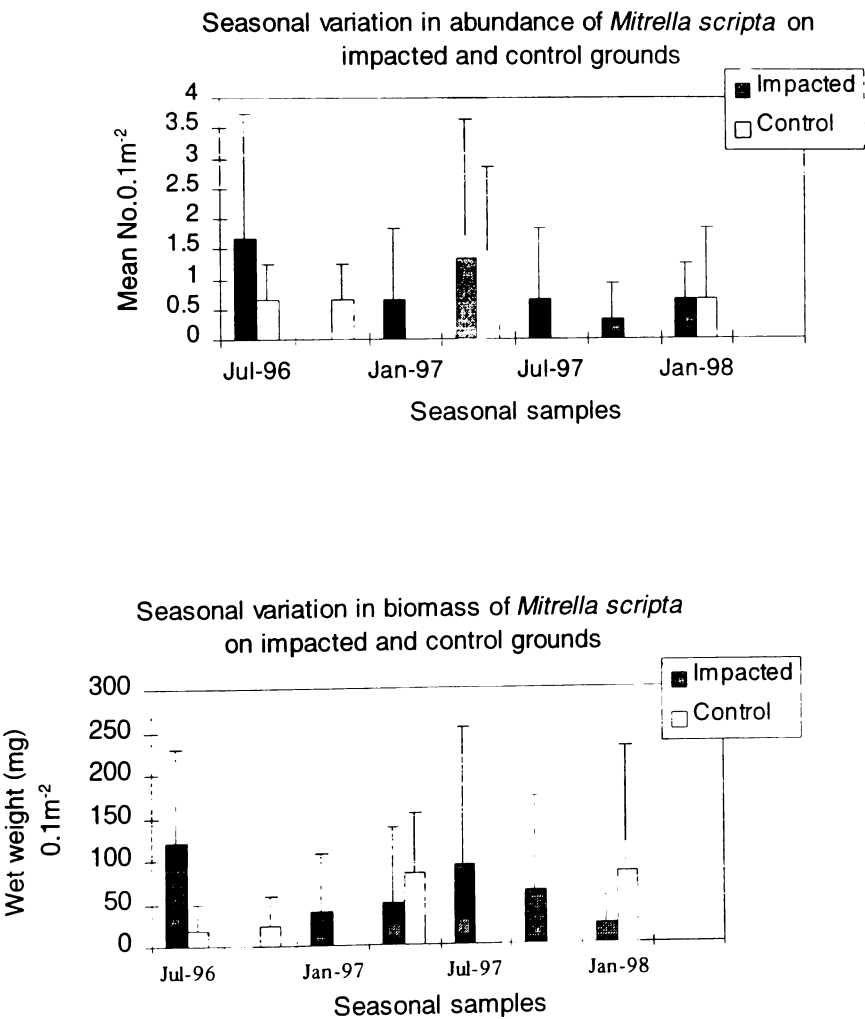 Seasonal variation in abundance of Mitrella scripta on
impacted and control grounds
Impacted
Control
Mean No.0.1m⁻²
4
3.5
3
2.5
2
1.5
1
0.5
0
Jul-96 Jan-97 Jul-97 Jan-98
Seasonal samples
Seasonal variation in biomass of Mitrella scripta
on impacted and control grounds
Impacted
Control
Wet weight (mg)
0.1m⁻²
300
250
200
150
100
50
0
Jul-96 Jan-97 Jul-97 Jan-98
Seasonal samples